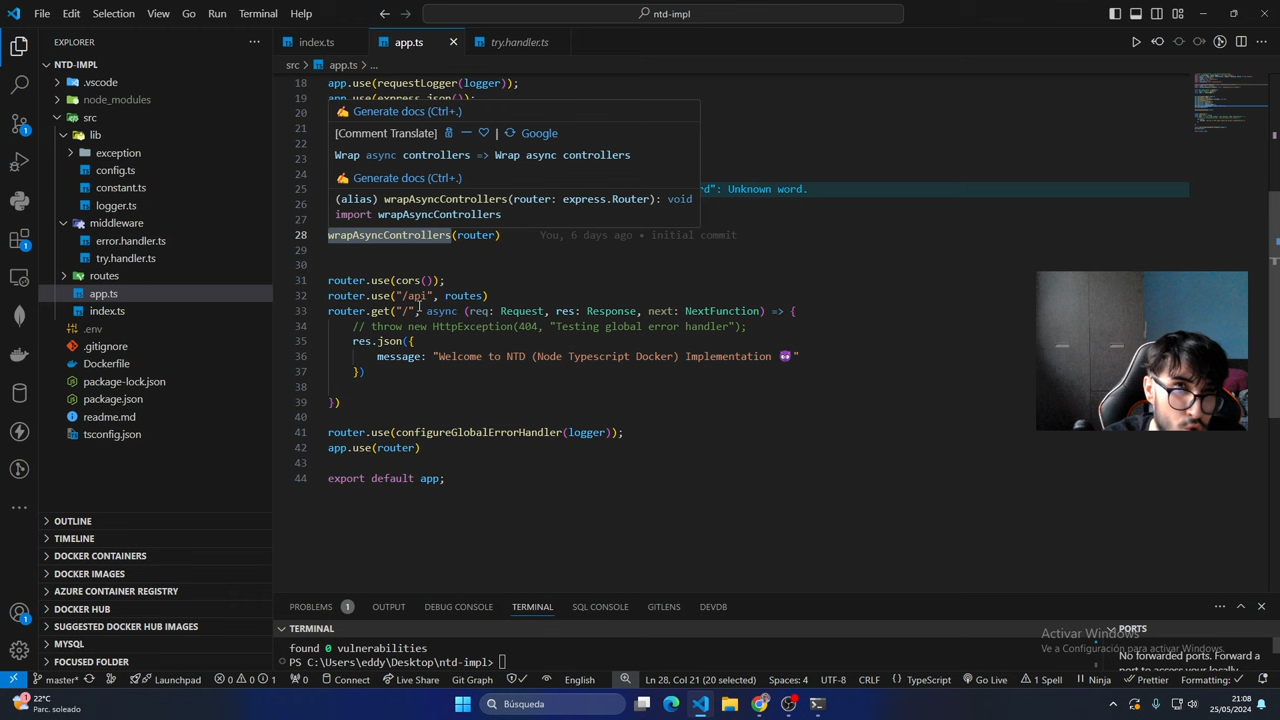 File Edit Selection View Go Run Terminal Help
ntd-impl
EXPLORER
NTD-IMPL
.vscode
node_modules
src
lib
exception
config.ts
constant.ts
logger.ts
middleware
error.handler.ts
try.handler.ts
routes
app.ts
index.ts
.env
.gitignore
Dockerfile
package-lock.json
package.json
readme.md
tsconfig.json
OUTLINE
TIMELINE
DOCKER CONTAINERS
DOCKER IMAGES
AZURE CONTAINER REGISTRY
DOCKER HUB
SUGGESTED DOCKER HUB IMAGES
MYSQL
FOCUSED FOLDER
index.ts app.ts try.handler.ts
src > app.ts > ...
18 app.use(requestLogger(logger));
19 app.use(express.json());
20
21
22
23
24
25 rd": Unknown word.
26
27
28 wrapAsyncControllers(router) You, 6 days ago • initial commit
29
30
31 router.use(cors());
32 router.use("/api", routes)
33 router.get("/", async (req: Request, res: Response, next: NextFunction) => {
34 // throw new HttpException(404, "Testing global error handler");
35 res.json({
36 message: "Welcome to NTD (Node Typescript Docker) Implementation 😎"
37 })
38
39 })
40
41 router.use(configureGlobalErrorHandler(logger));
42 app.use(router)
43
44 export default app;
✍️ Generate docs (Ctrl+.)
[Comment Translate] | Google
Wrap async controllers => Wrap async controllers
✍️ Generate docs (Ctrl+.)
(alias) wrapAsyncControllers(router: express.Router): void
import wrapAsyncControllers
PROBLEMS 1 OUTPUT DEBUG CONSOLE TERMINAL SQL CONSOLE GITLENS DEVDB
TERMINAL
found 0 vulnerabilities
PS C:\Users\eddy\Desktop\ntd-impl>
PORTS
No forwarded ports. Forward a
port to access your locally
Activar Windows
Ve a Configuración para activar Windows.
master* Launchpad 0 0 1 0 Connect Live Share Git Graph English Ln 28, Col 21 (20 selected) Spaces: 4 UTF-8 CRLF TypeScript Go Live 1 Spell Ninja Prettier Formatting: ✓
22°C
Parc. soleado
Búsqueda
21:08
25/05/2024